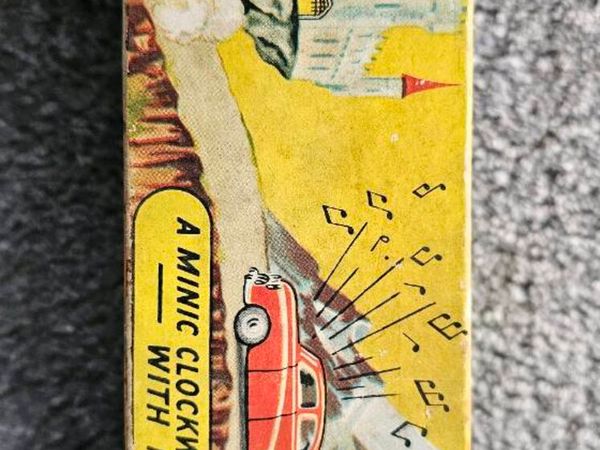 A MINIC CLOCKW
— WITH